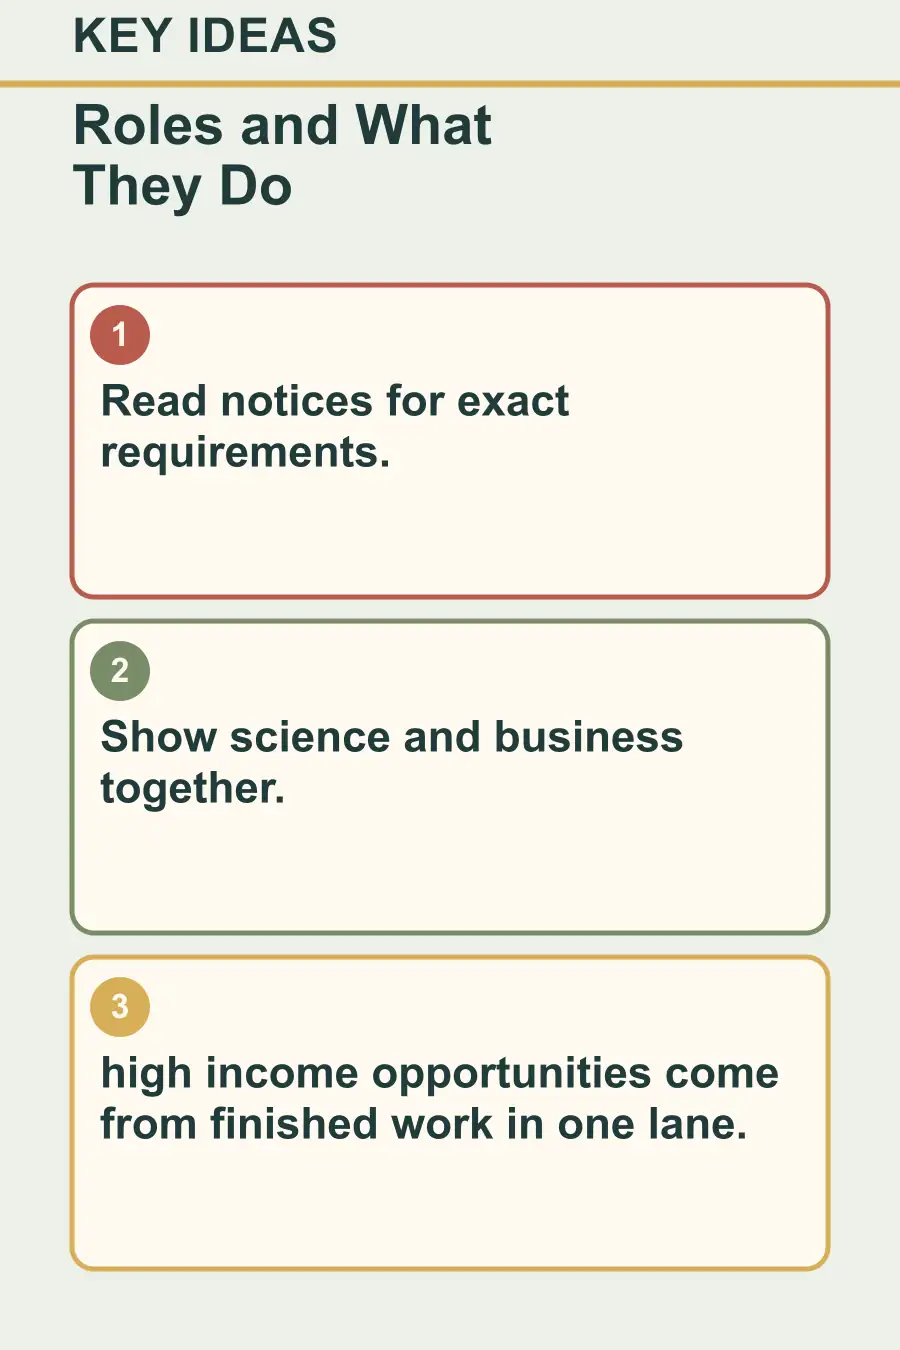 KEY IDEAS
Roles and What
They Do
1
Read notices for exact
requirements.
2
Show science and business
together.
3
high income opportunities come
from finished work in one lane.